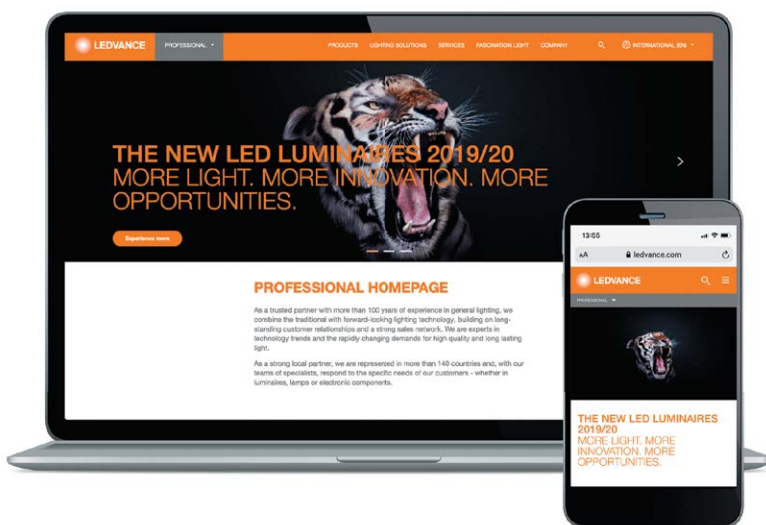 LEDVANCE
PROFESSIONAL
PRODUCTS LIGHTING SOLUTIONS SERVICES FASCINATION LIGHT COMPANY
INTERNATIONAL (EN)
THE NEW LED LUMINAIRES 2019/20
MORE LIGHT. MORE INNOVATION. MORE
OPPORTUNITIES.
Experience more
PROFESSIONAL HOMEPAGE
As a trusted partner with more than 100 years of experience in general lighting, we
combine the traditional with forward-looking lighting technology, building on long-
standing customer relationships and a strong sales network. We are experts in
technology trends and the rapidly changing demands for high quality and long lasting
light.
As a strong local partner, we are represented in more than 140 countries and, with our
teams of specialists, respond to the specific needs of our customers - whether in
luminaires, lamps or electronic components.
13:55
AA ledvance.com
LEDVANCE
PROFESSIONAL
THE NEW LED LUMINAIRES
2019/20
MORE LIGHT. MORE
INNOVATION. MORE
OPPORTUNITIES.